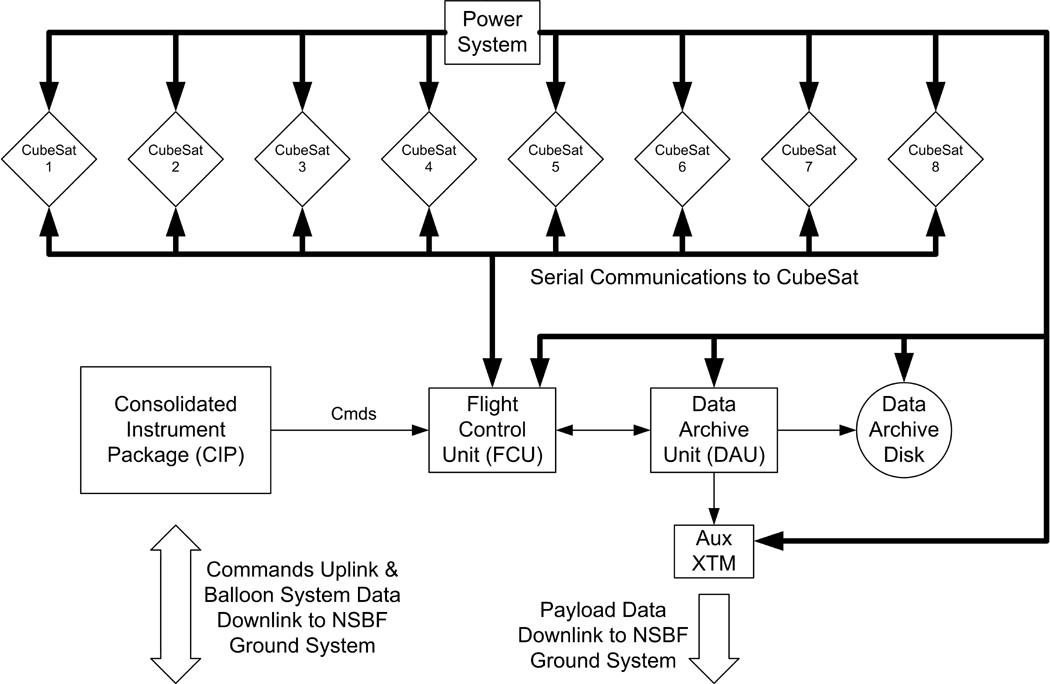 Power
System
CubeSat
1
CubeSat
2
CubeSat
3
CubeSat
4
CubeSat
5
CubeSat
6
CubeSat
7
CubeSat
8
Serial Communications to CubeSat
Consolidated
Instrument
Package (CIP)
Cmds
Flight
Control
Unit (FCU)
Data
Archive
Unit (DAU)
Data
Archive
Disk
Aux
XTM
Commands Uplink &
Balloon System Data
Downlink to NSBF
Ground System
Payload Data
Downlink to NSBF
Ground System